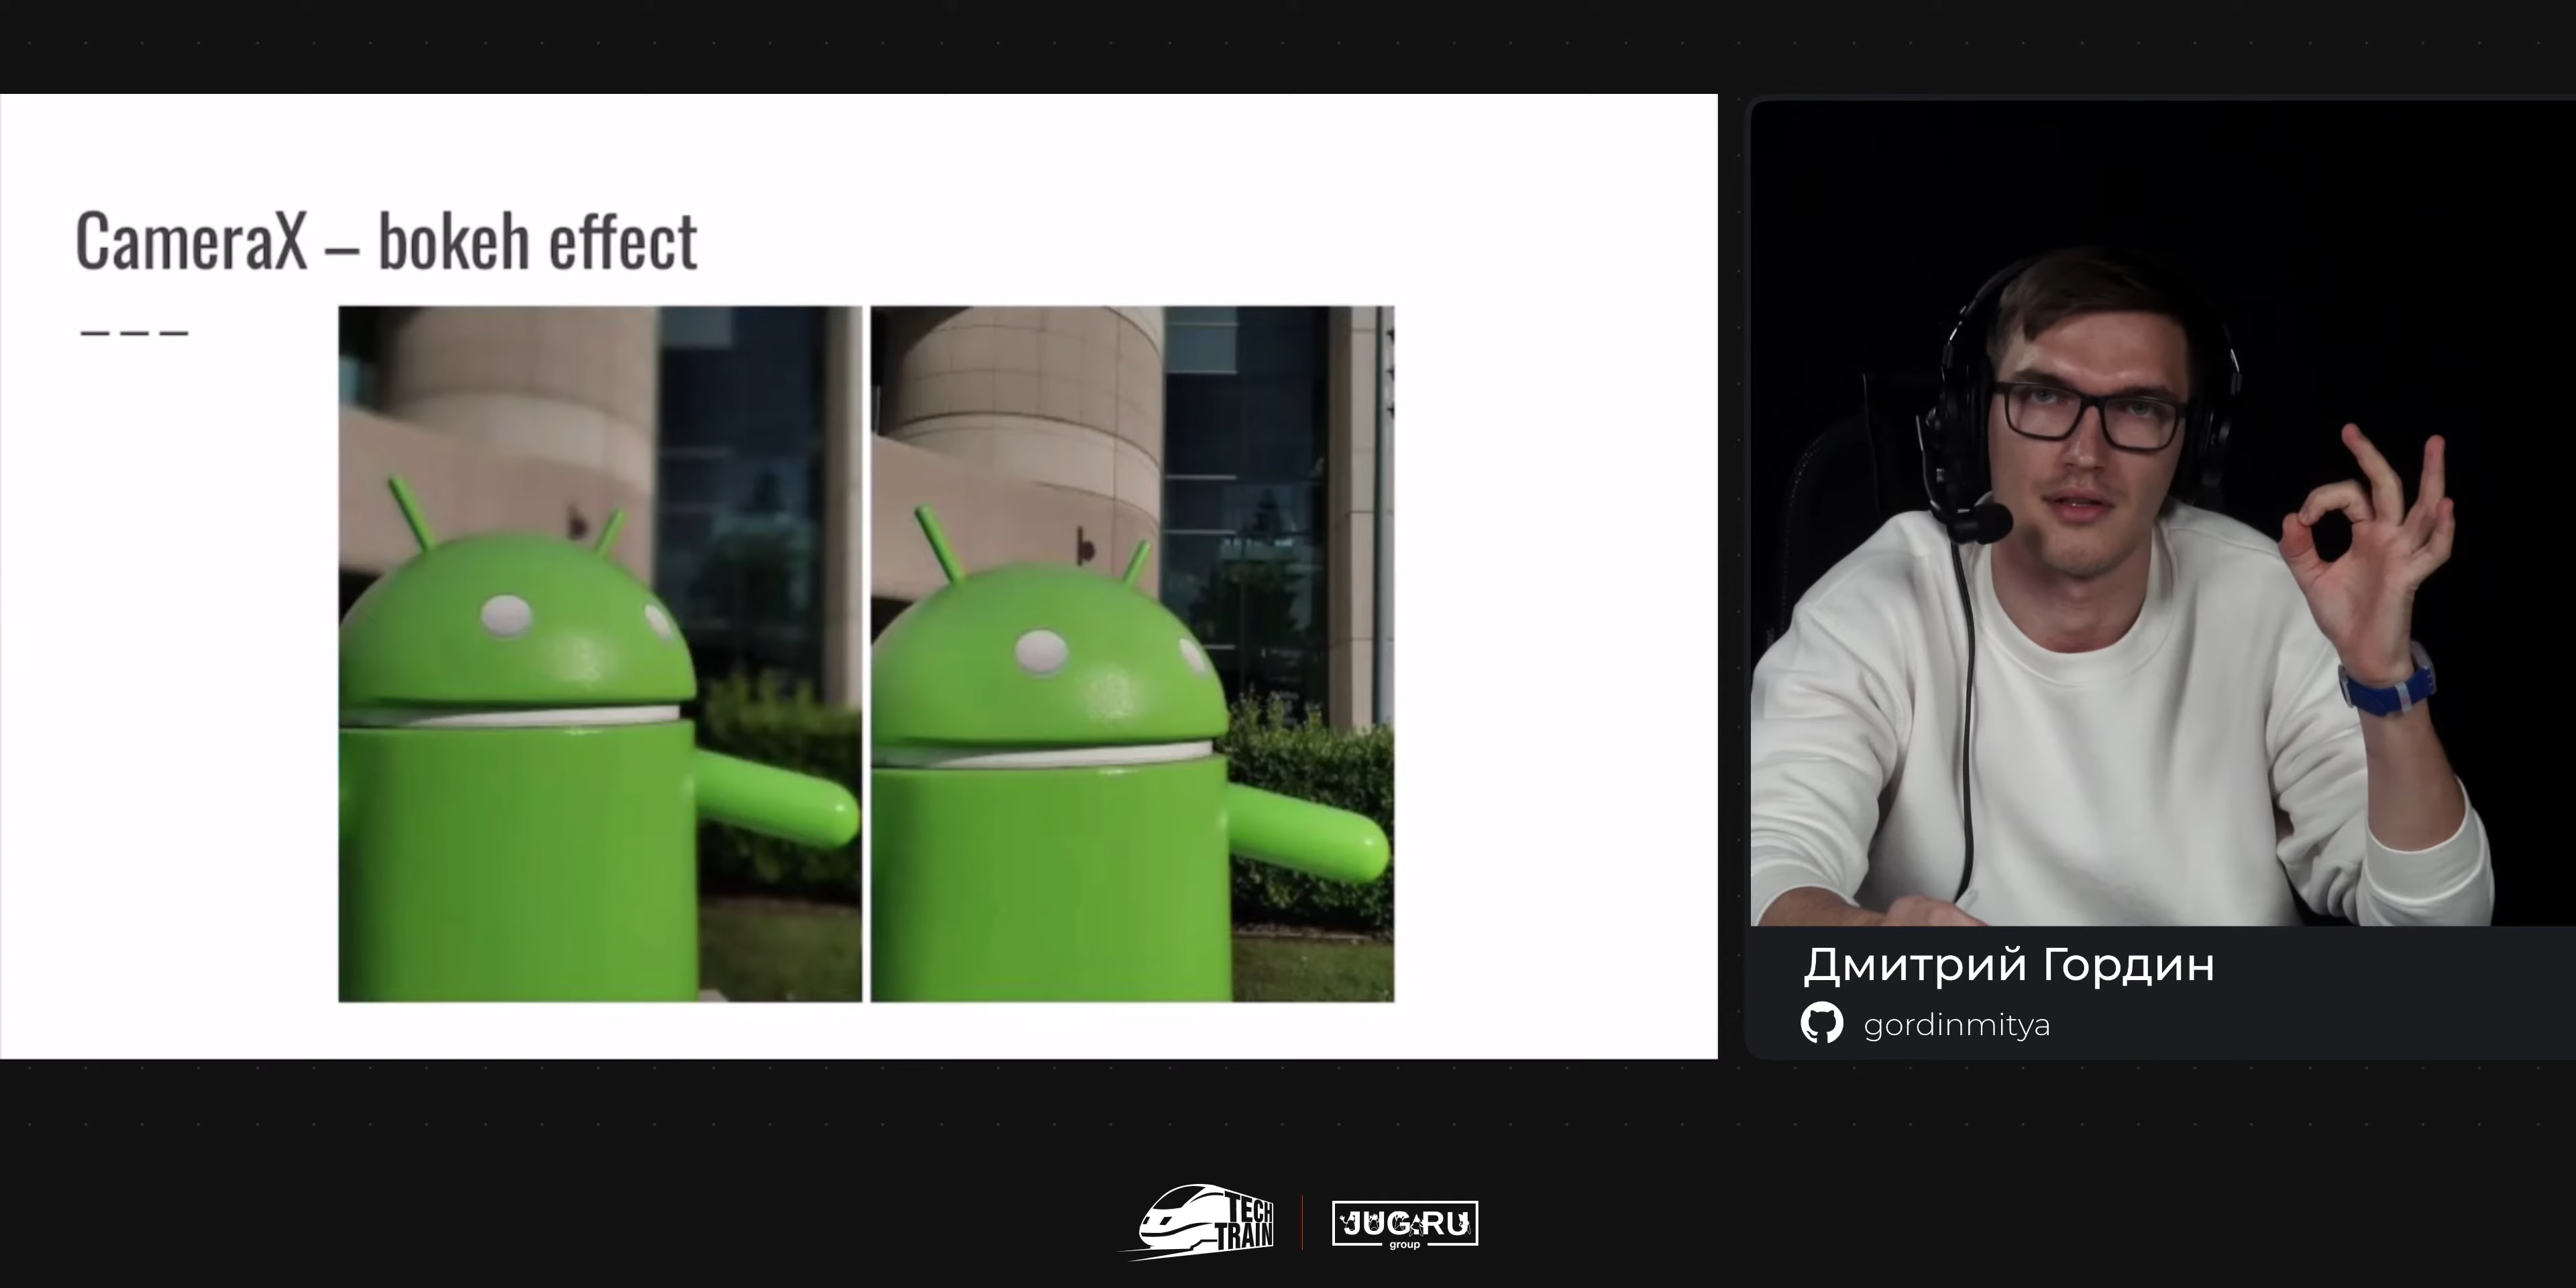 CameraX – bokeh effect
–––
Дмитрий Гордин
gordinmitya
TECH
TRAIN
JUG.RU
group